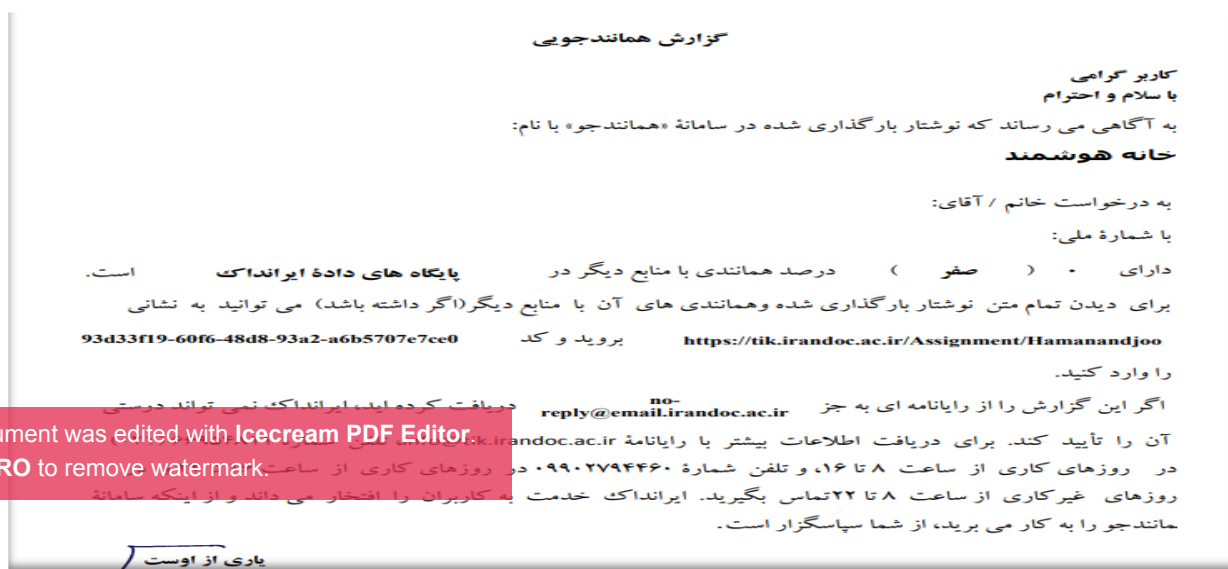 گزارش همانندجویی
کاربر گرامی
با سلام و احترام
به آگاهی می رساند که نوشتار بارگذاری شده در سامانهٔ «همانندجو» با نام:
خانه هوشمند
به درخواست خانم / آقای:
با شمارهٔ ملی:
دارای ۰ ( صفر ) درصد همانندی با منابع دیگر در پایگاه های دادهٔ ایرانداک است.
برای دیدن تمام متن نوشتار بارگذاری شده وهمانندی های آن با منابع دیگر(اگر داشته باشد) می توانید به نشانی
https://tik.irandoc.ac.ir/Assignment/Hamanandjoo بروید و کد 93d33f19-60f6-48d8-93a2-a6b5707e7ce0
را وارد کنید.
اگر این گزارش را از رایانامه ای به جز no-reply@email.irandoc.ac.ir دریافت کرده اید، ایرانداک نمی تواند درستی
آن را تأیید کند. برای دریافت اطلاعات بیشتر با رایانامهٔ tik.irandoc.ac.ir
در روزهای کاری از ساعت ۸ تا ۱۶، و تلفن شمارهٔ ۰۹۹۰۲۷۹۴۴۶۰ در روزهای کاری از ساعت
روزهای غیرکاری از ساعت ۸ تا ۲۲تماس بگیرید. ایرانداک خدمت به کاربران را افتخار می داند و از اینکه سامانهٔ
مانندجو را به کار می برید، از شما سپاسگزار است.
یاری از اوست
ument was edited with Icecream PDF Editor.
RO to remove watermark.